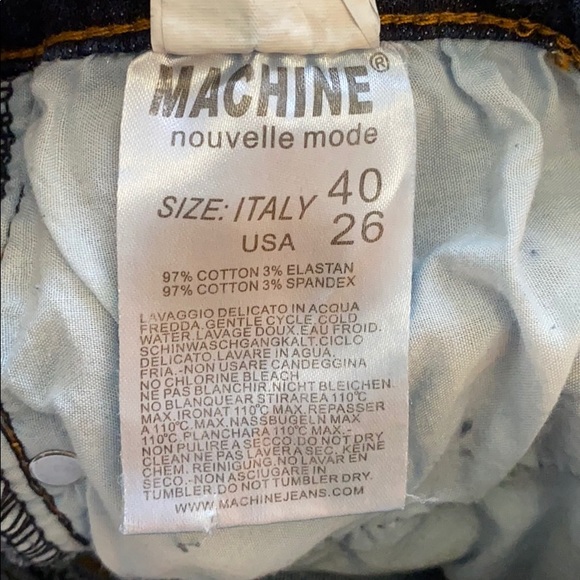 MACHINE®
nouvelle mode
SIZE: ITALY 40
USA 26
97% COTTON 3% ELASTAN
97% COTTON 3% SPANDEX
LAVAGGIO DELICATO IN ACQUA
FREDDA.GENTLE CYCLE COLD
WATER.LAVAGE DOUX.EAU FROID.
SCHINWASCHGANGKALT.CICLO
DELICATO.LAVARE IN AGUA.
FRIA.-NON USARE CANDEGGINA
NO CHLORINE BLEACH
NE PAS BLANCHIR.NICHT BLEICHEN.
NO BLANQUEAR STIRAREA 110°C
MAX.IRONAT 110°C MAX.REPASSER
A 110°C.MAX.NASSBUGELN MAX
110°C.PLANCHARA 110°C MAX.-
NON PULIRE A SECCO.DO NOT DRY
CLEAN NE PAS LAVER A SEC. KEINE
CHEM. REINIGUNG.NO LAVAR EN
SECO.-NON ASCIUGARE IN
TUMBLER.DO NOT TUMBLER DRY.
WWW.MACHINEJEANS.COM